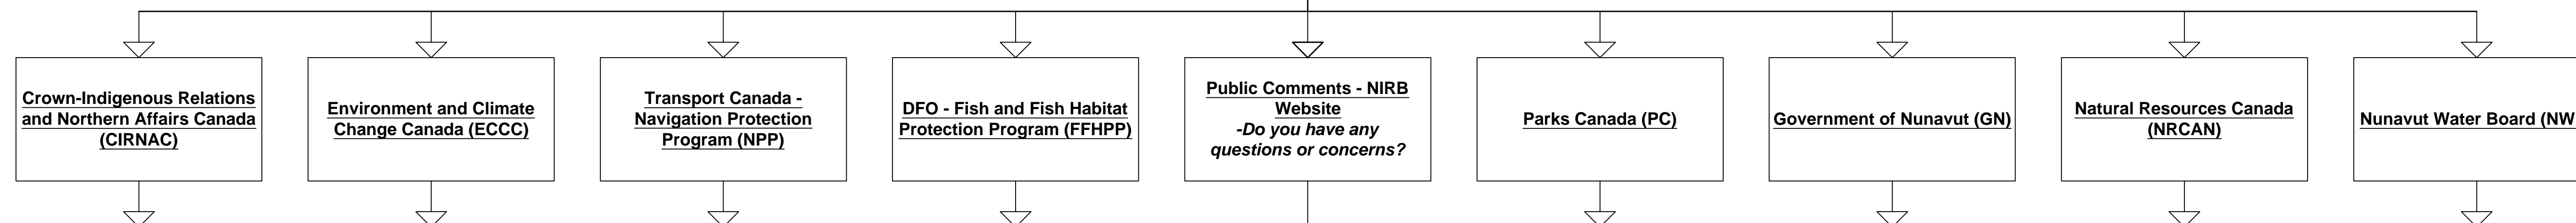 Crown-Indigenous Relations
and Northern Affairs Canada
(CIRNAC)
Environment and Climate
Change Canada (ECCC)
Transport Canada -
Navigation Protection
Program (NPP)
DFO - Fish and Fish Habitat
Protection Program (FFHPP)
Public Comments - NIRB
Website
-Do you have any
questions or concerns?
Parks Canada (PC)
Government of Nunavut (GN)
Natural Resources Canada
(NRCAN)
Nunavut Water Board (NW